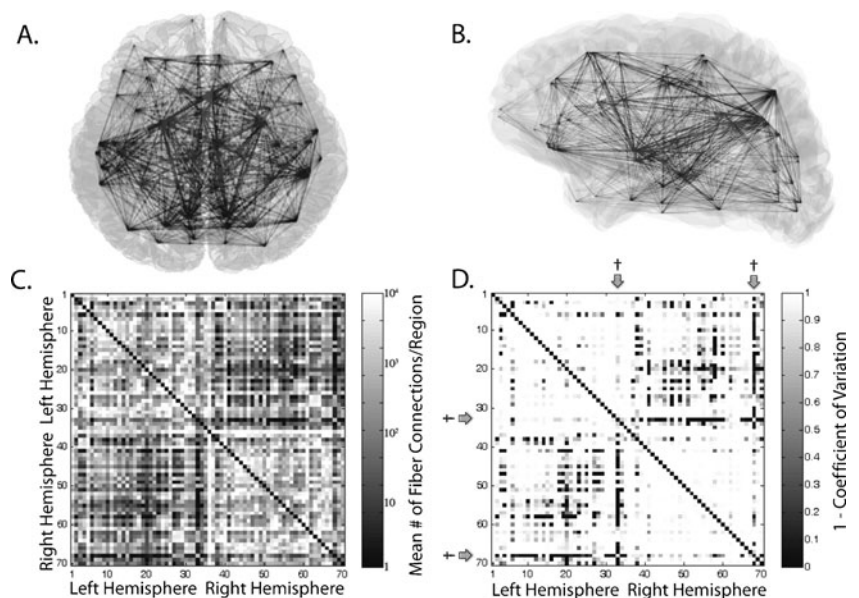 A.
B.
C.
1
10
20
30
40
50
60
70
Left Hemisphere
Right Hemisphere
1 10 20 30 40 50 60 70
Left Hemisphere Right Hemisphere
10⁴
10³
10²
10
1
Mean # of Fiber Connections/Region
D.
† †
†
†
1
10
20
30
40
50
60
70
1 10 20 30 40 50 60 70
Left Hemisphere Right Hemisphere
1
0.9
0.8
0.7
0.6
0.5
0.4
0.3
0.2
0.1
0
1 - Coefficient of Variation